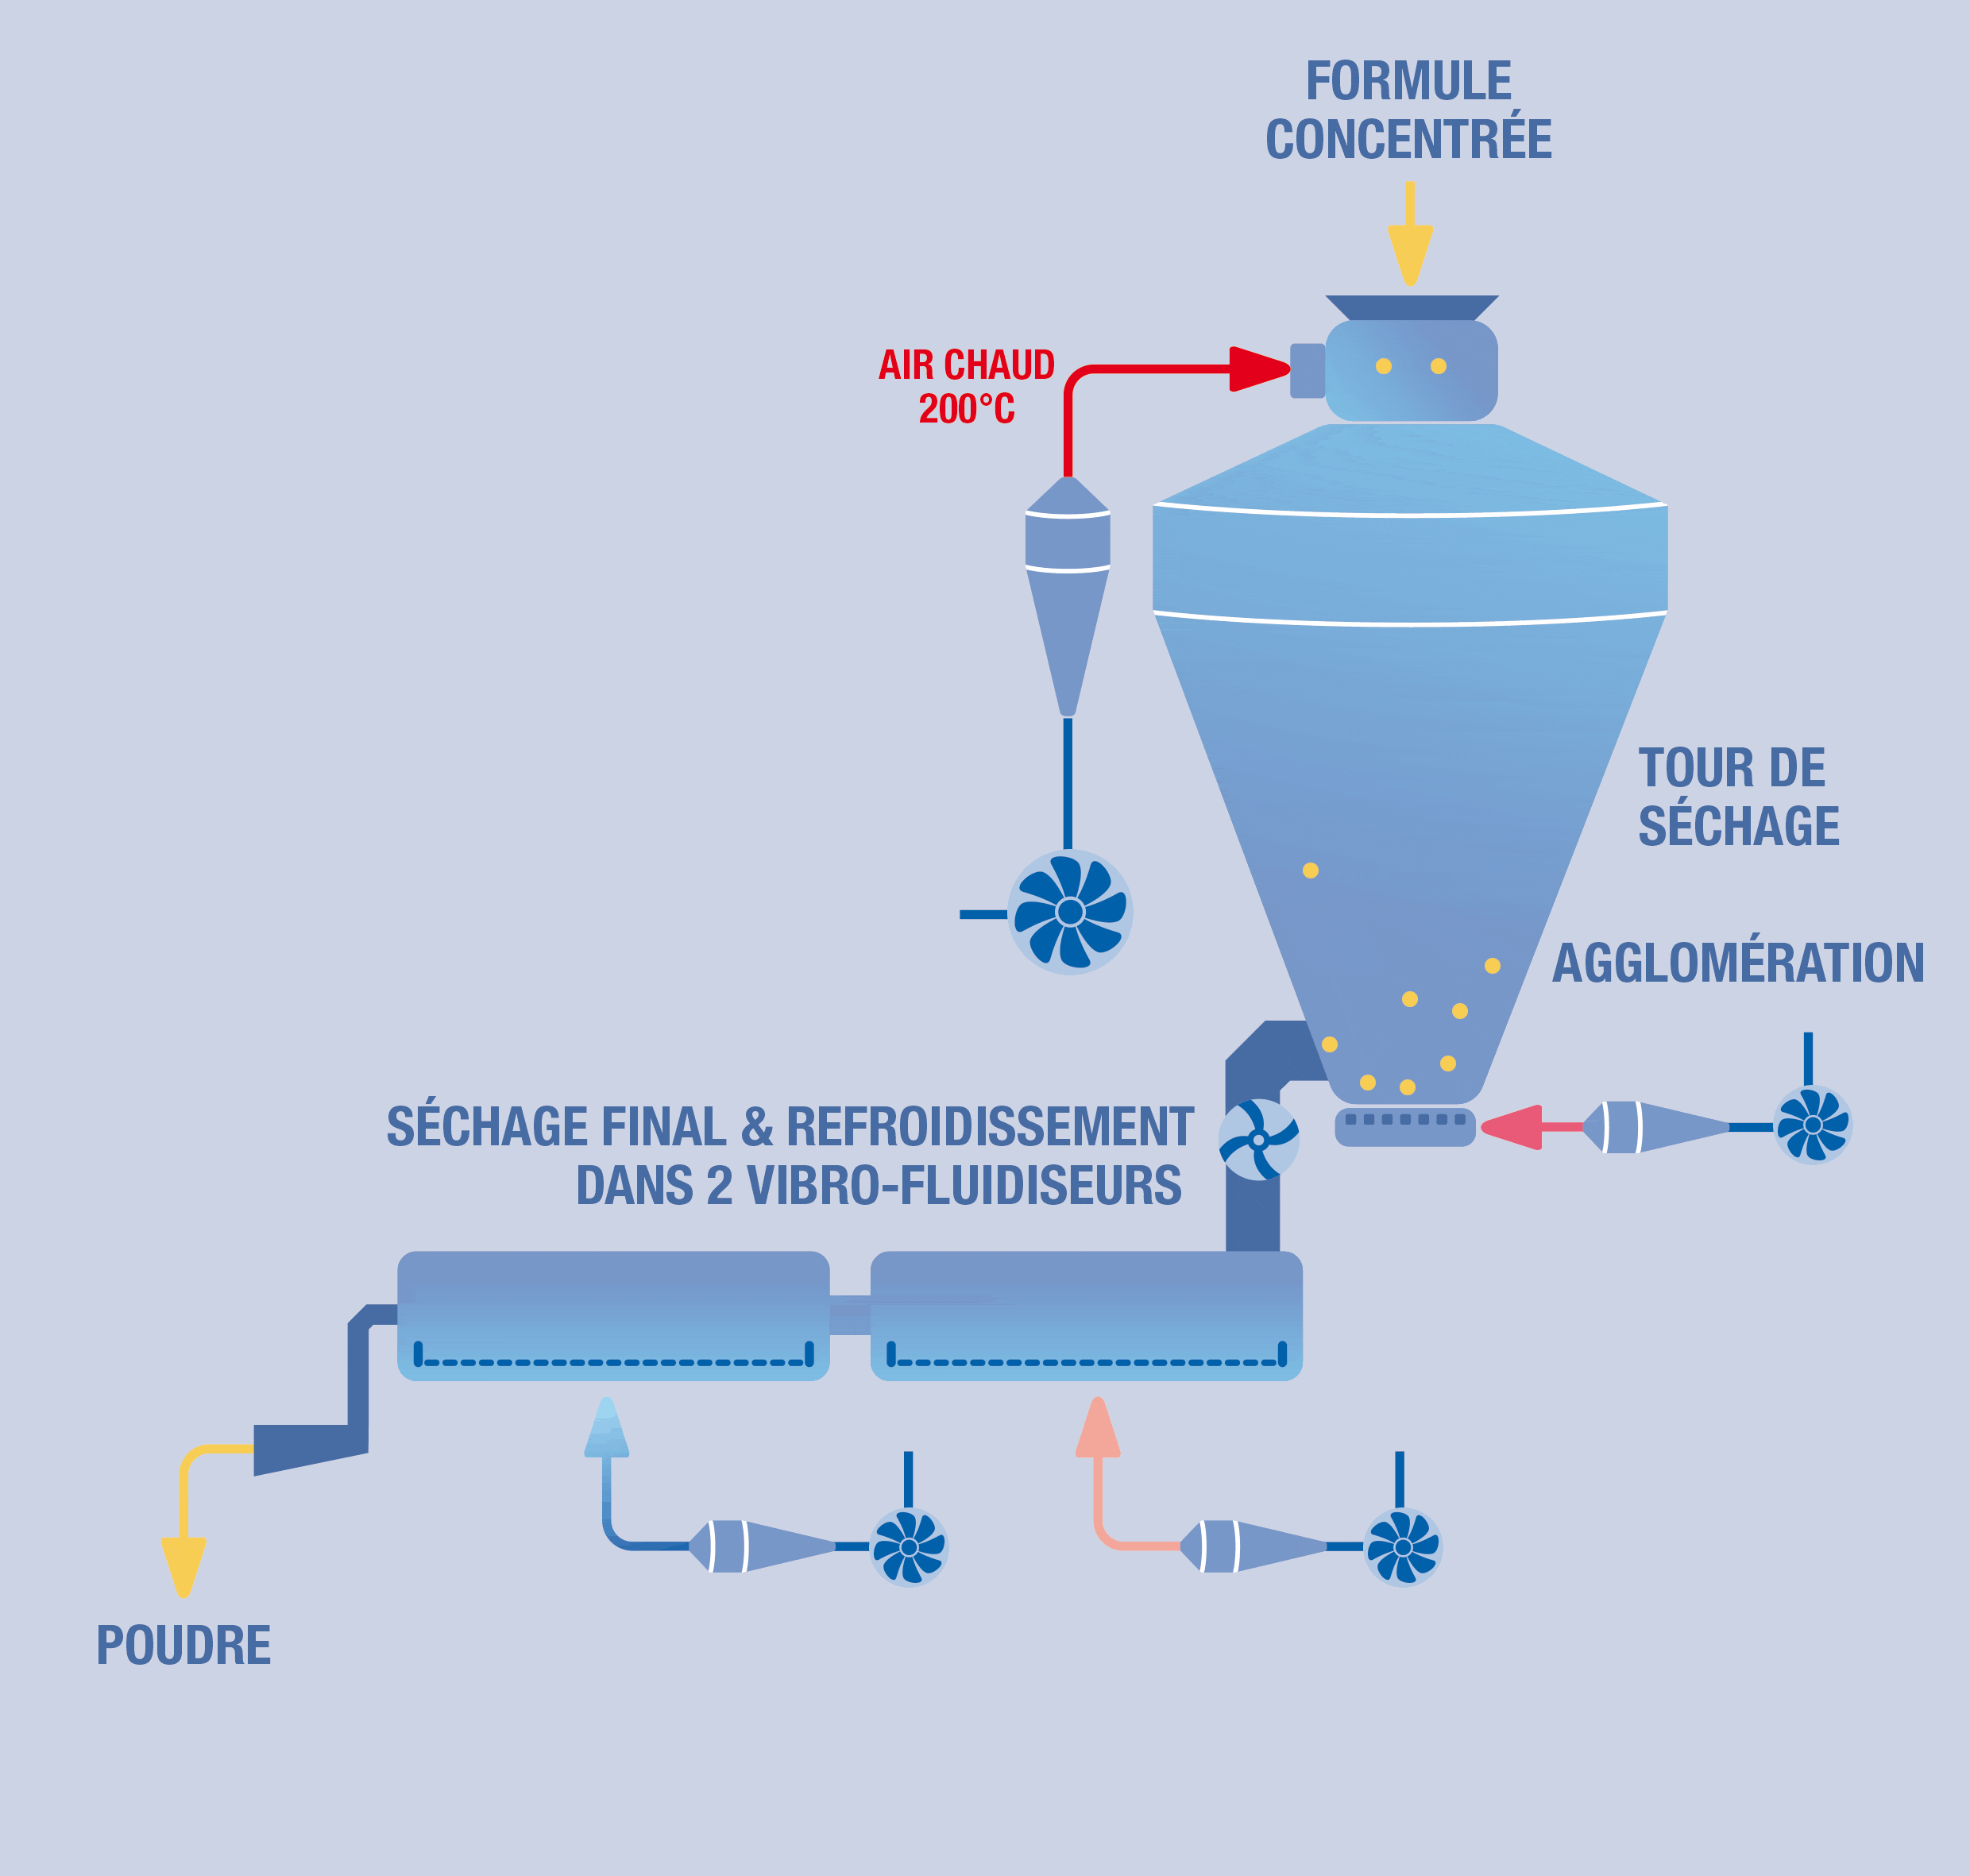 FORMULE
CONCENTRÉE
AIR CHAUD
200°C
TOUR DE
SÉCHAGE
AGGLOMÉRATION
SÉCHAGE FINAL & REFROIDISSEMENT
DANS 2 VIBRO-FLUIDISEURS
POUDRE